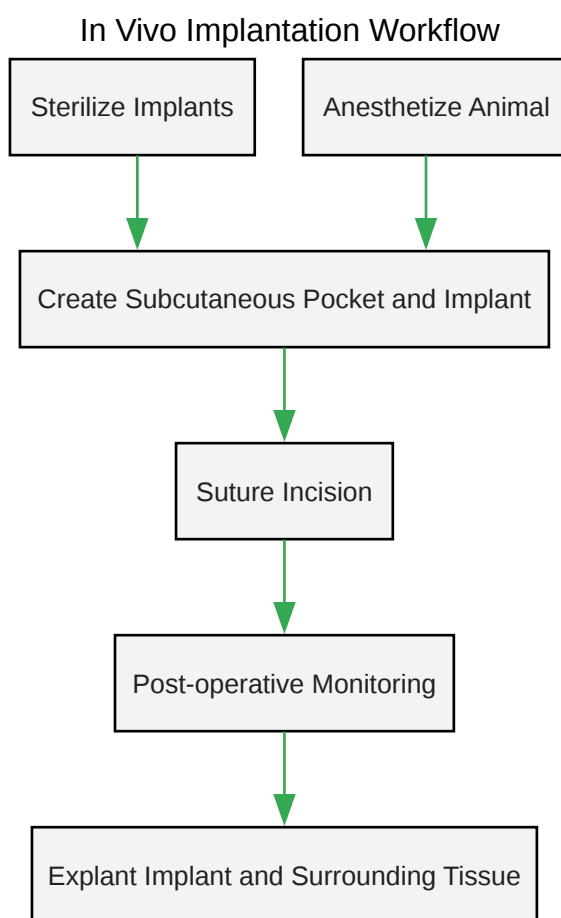 In Vivo Implantation Workflow
Sterilize Implants
Anesthetize Animal
Create Subcutaneous Pocket and Implant
Suture Incision
Post-operative Monitoring
Explant Implant and Surrounding Tissue